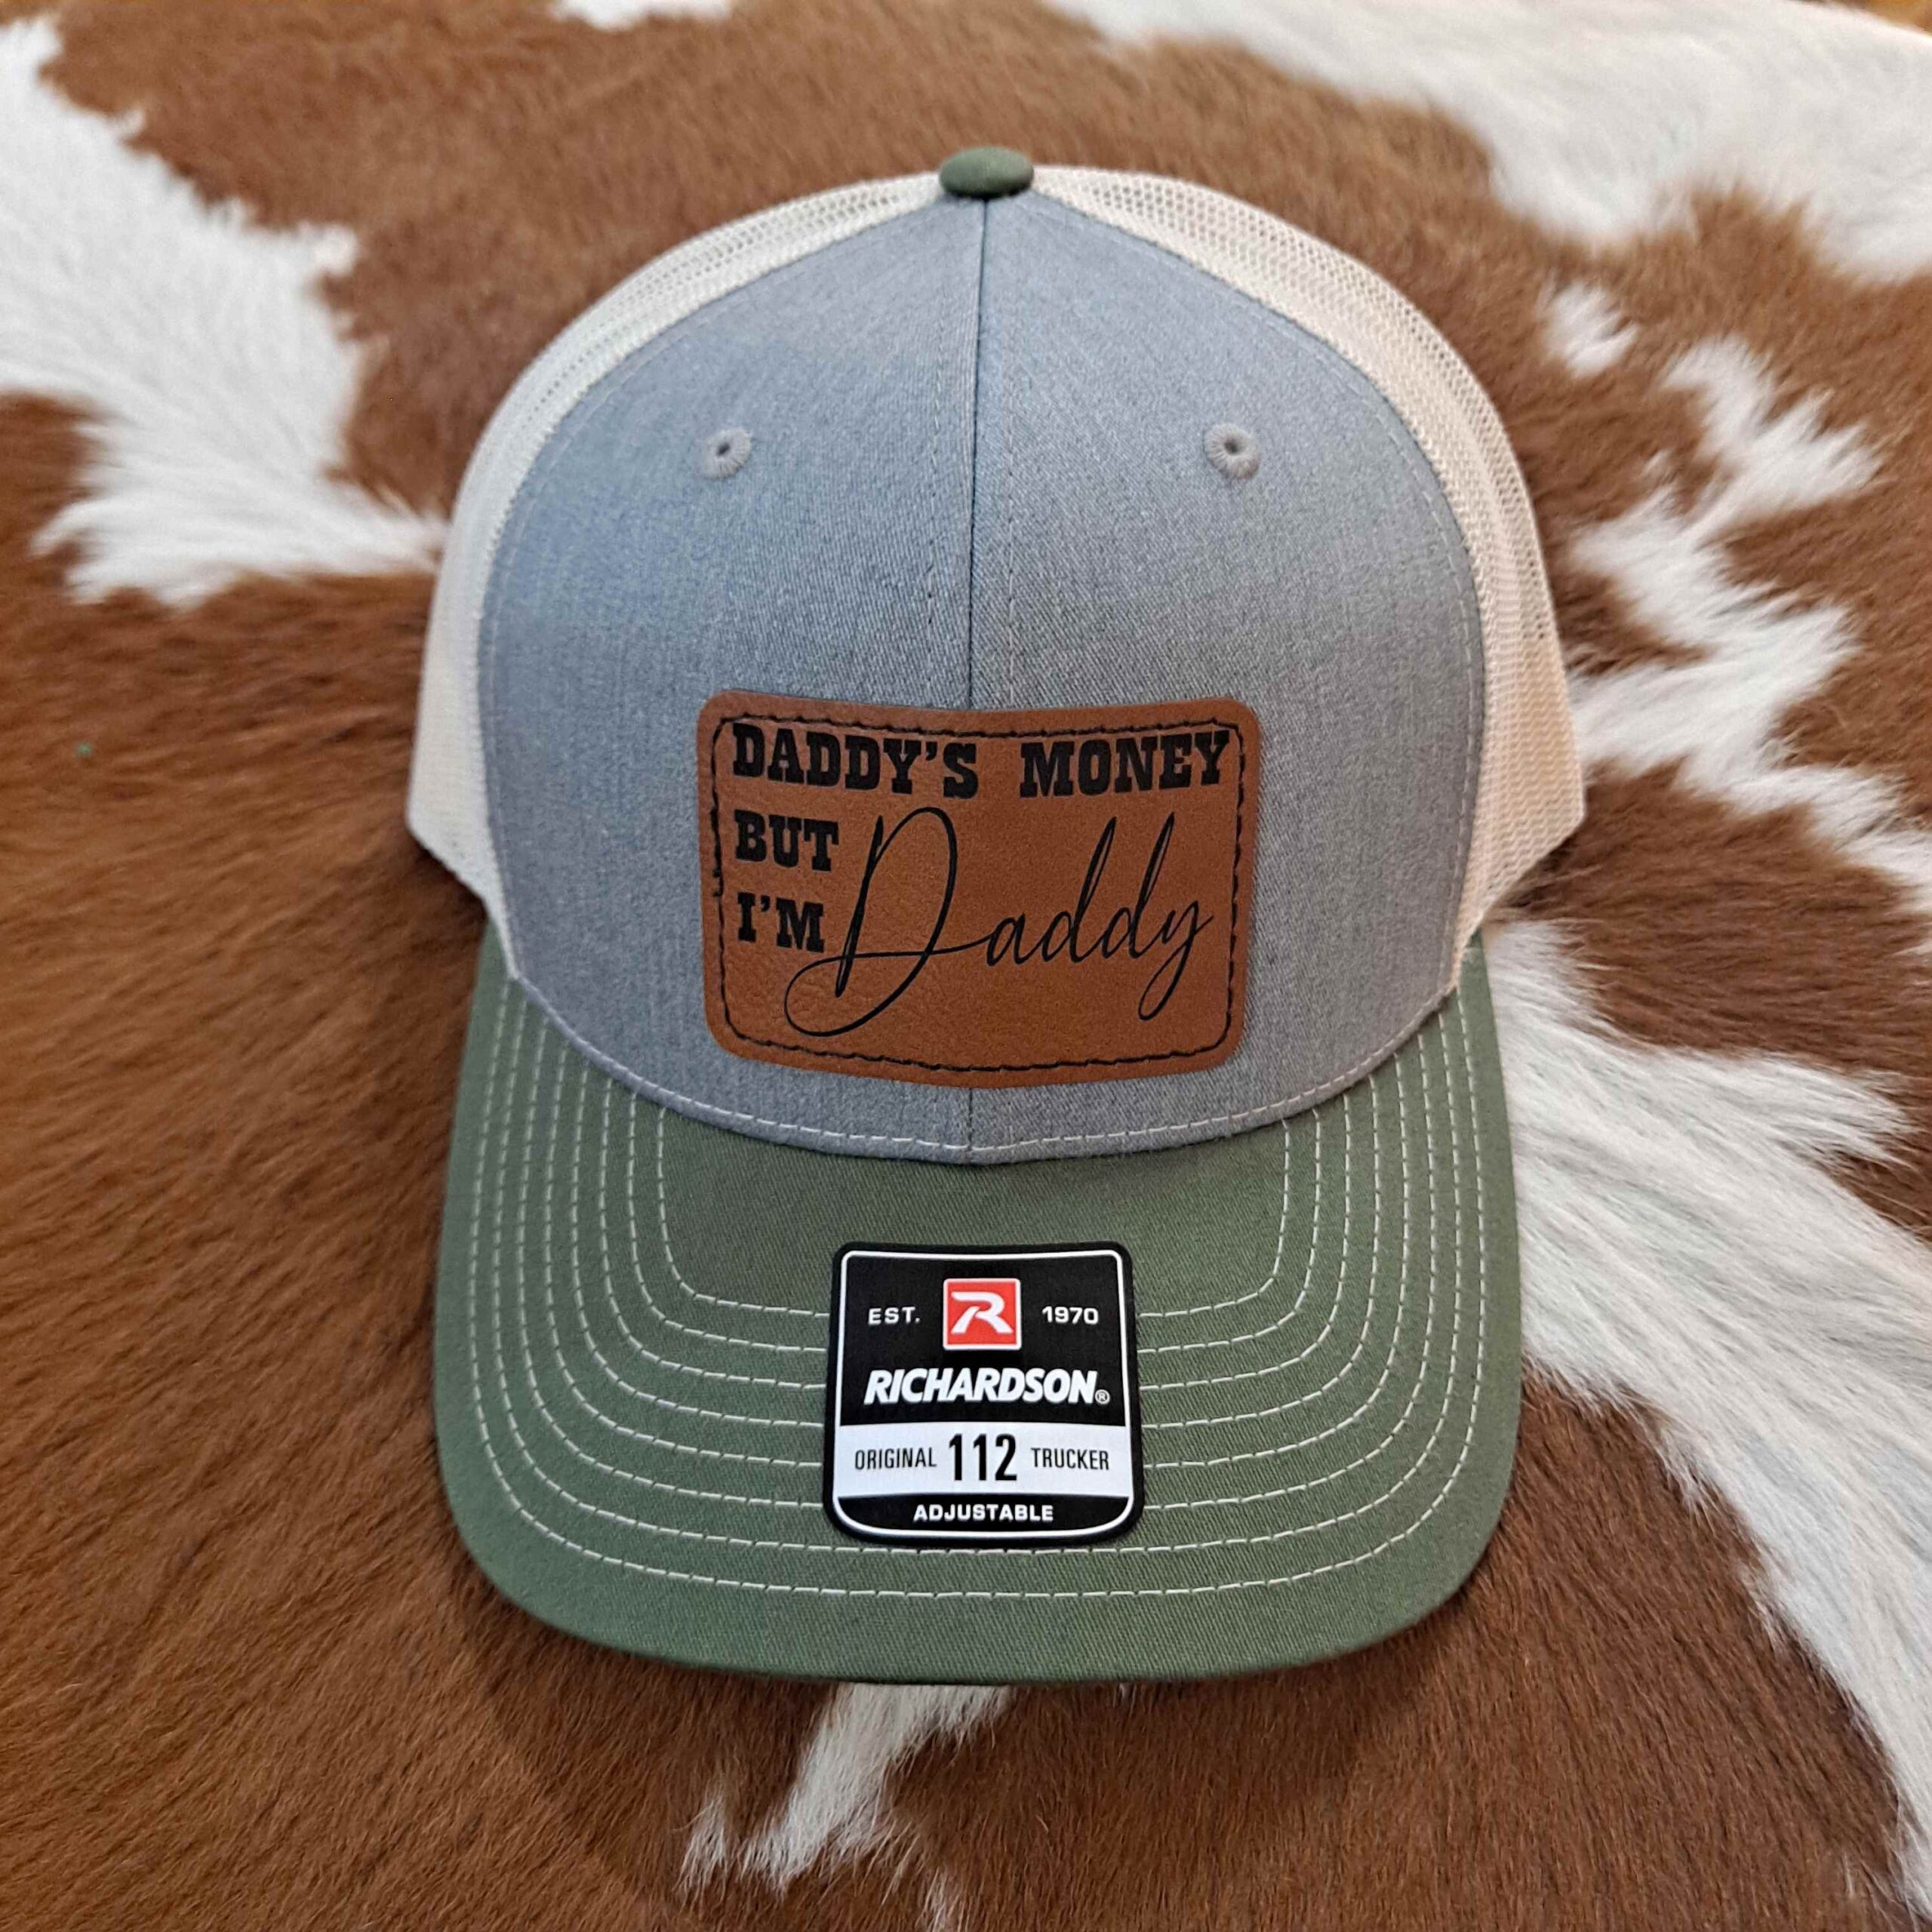 DADDY'S MONEY
BUT
I'M Daddy
EST. R 1970
RICHARDSON®
ORIGINAL 112 TRUCKER
ADJUSTABLE